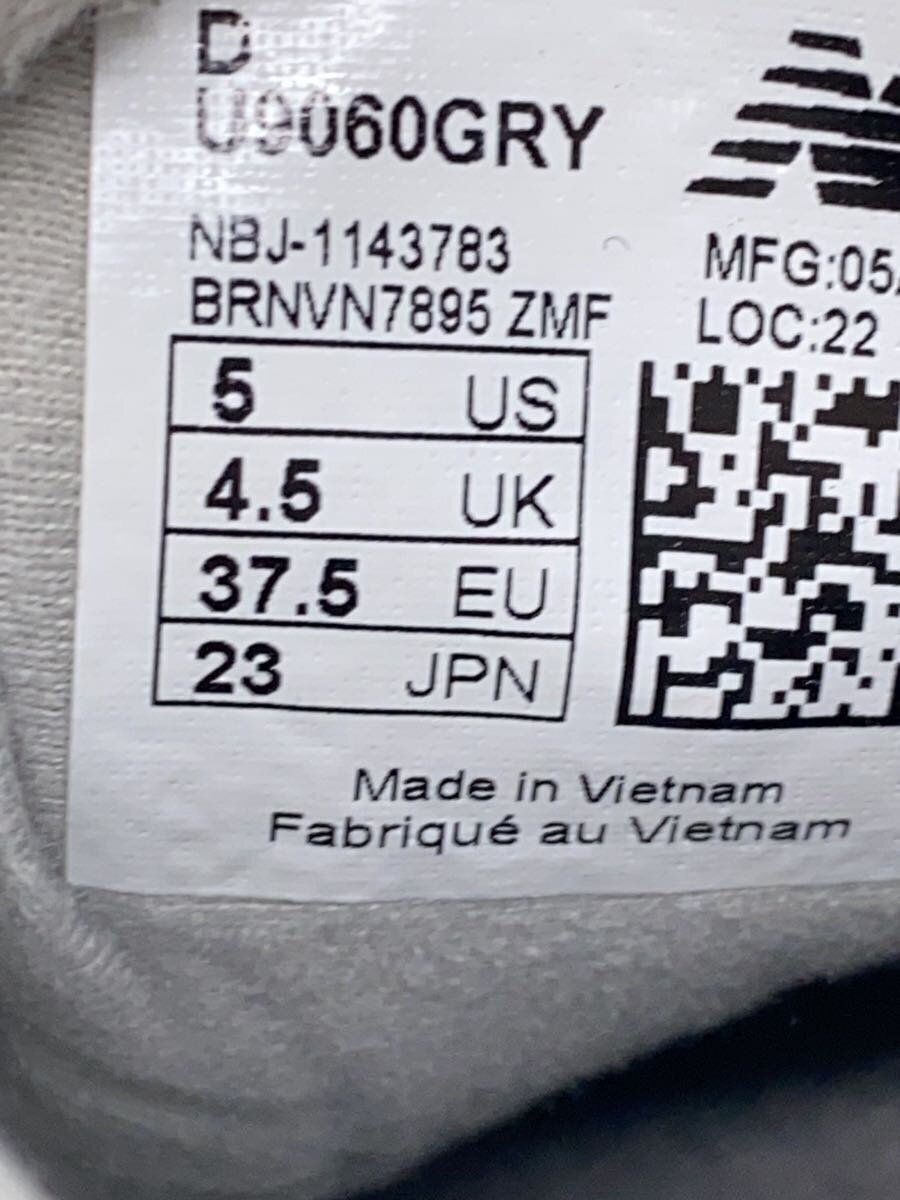 D
U9060GRY
NBJ-1143783
BRNVN7895 ZMF
MFG:05
LOC:22
5 US
4.5 UK
37.5 EU
23 JPN
Made in Vietnam
Fabriqué au Vietnam